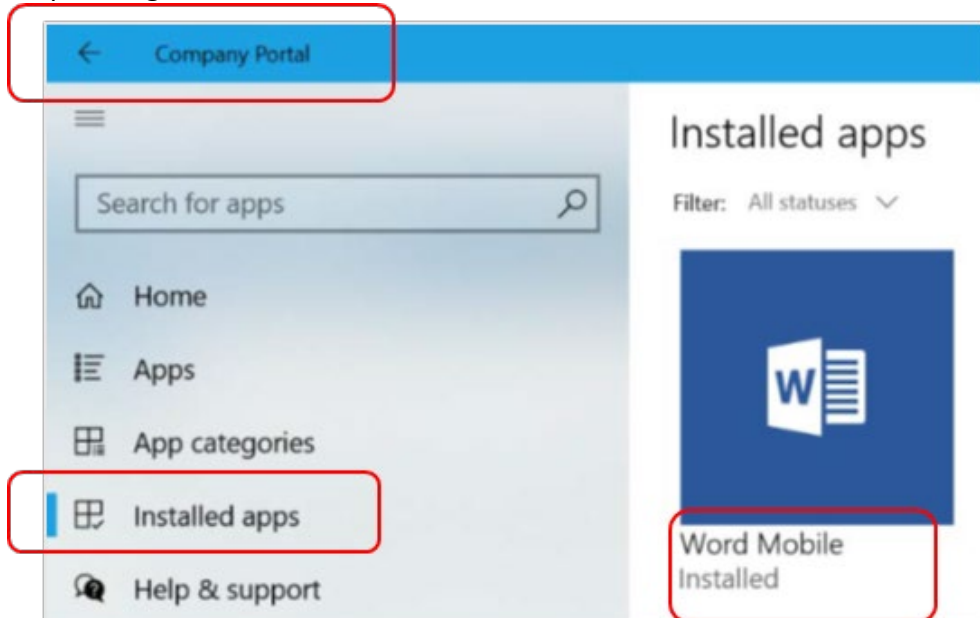 Company Portal
Search for apps
Home
Apps
App categories
Installed apps
Help & support
Installed apps
Filter: All statuses
W
Word Mobile
Installed